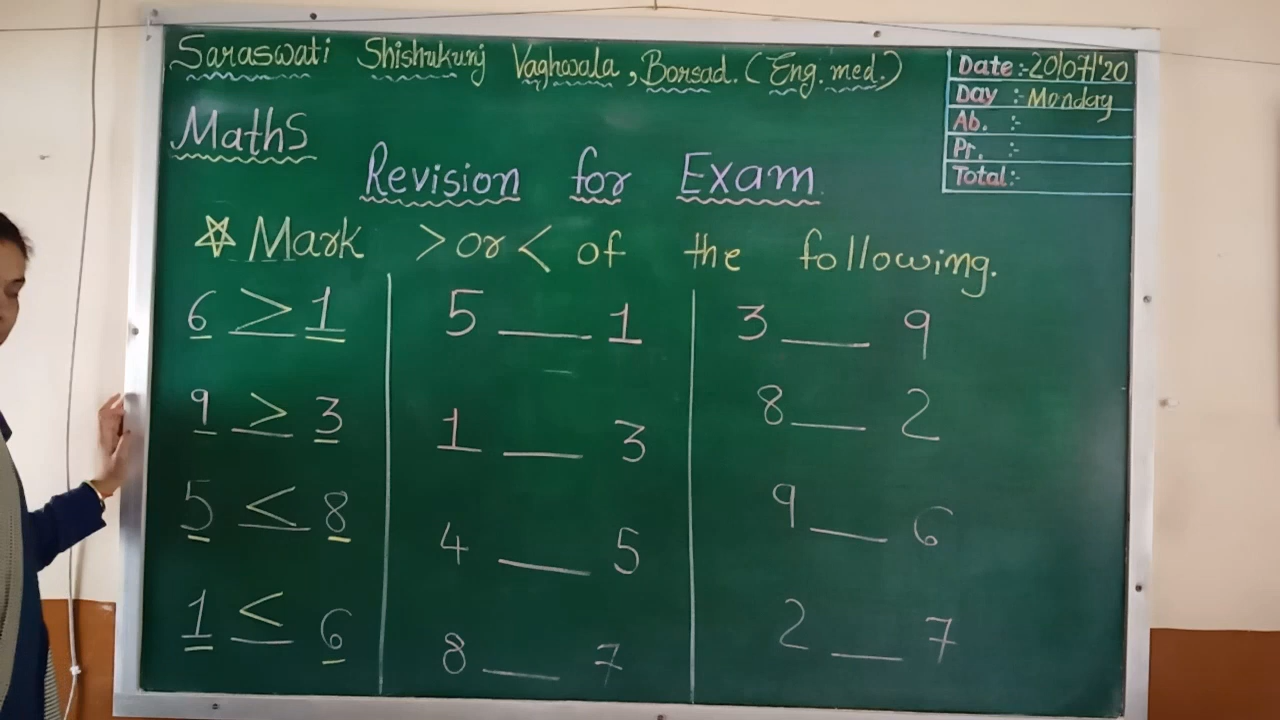 Saraswati Shishukunj Vaghwala, Borsad. (Eng. med.)
Date :- 20/07/'20
Day :- Monday
Ab. :-
Pr. :-
Total:-
Maths
Revision for Exam
☆ Mark > or < of the following.
6 > 1
9 > 3
5 < 8
1 < 6
5 __ 1
1 __ 3
4 __ 5
8 __ 7
3 __ 9
8 __ 2
9 __ 6
2 __ 7